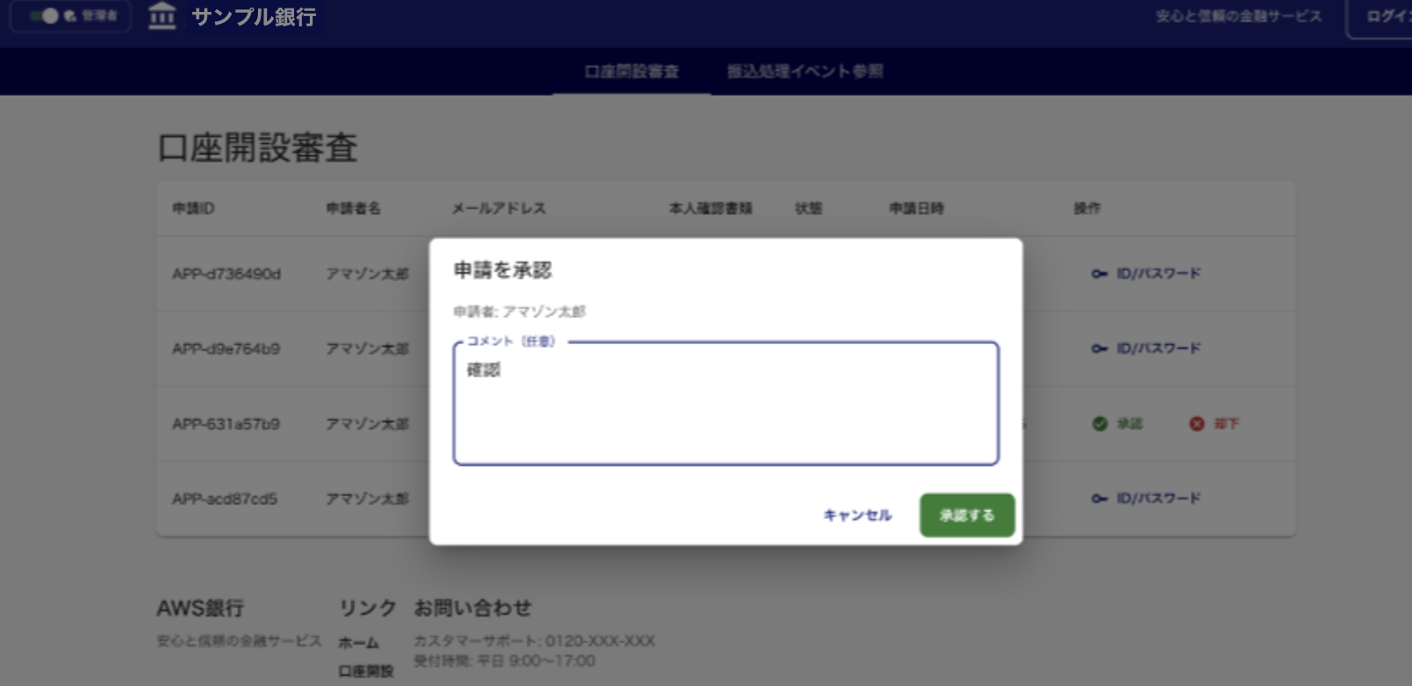 管理者 サンプル銀行 安心と信頼の金融サービス ログイン
口座開設審査 振込処理イベント参照
口座開設審査
申請ID 申請者名 メールアドレス 本人確認書類 状態 申請日時 操作
APP-d736490d アマゾン太郎 ID/パスワード
APP-d9e764b9 アマゾン太郎 ID/パスワード
APP-631a57b9 アマゾン太郎 承認 却下
APP-acd87cd5 アマゾン太郎 ID/パスワード
申請を承認
申請者: アマゾン太郎
コメント（任意）
確認
キャンセル 承認する
AWS銀行 リンク お問い合わせ
安心と信頼の金融サービス ホーム カスタマーサポート: 0120-XXX-XXX
口座開設 受付時間: 平日 9:00〜17:00